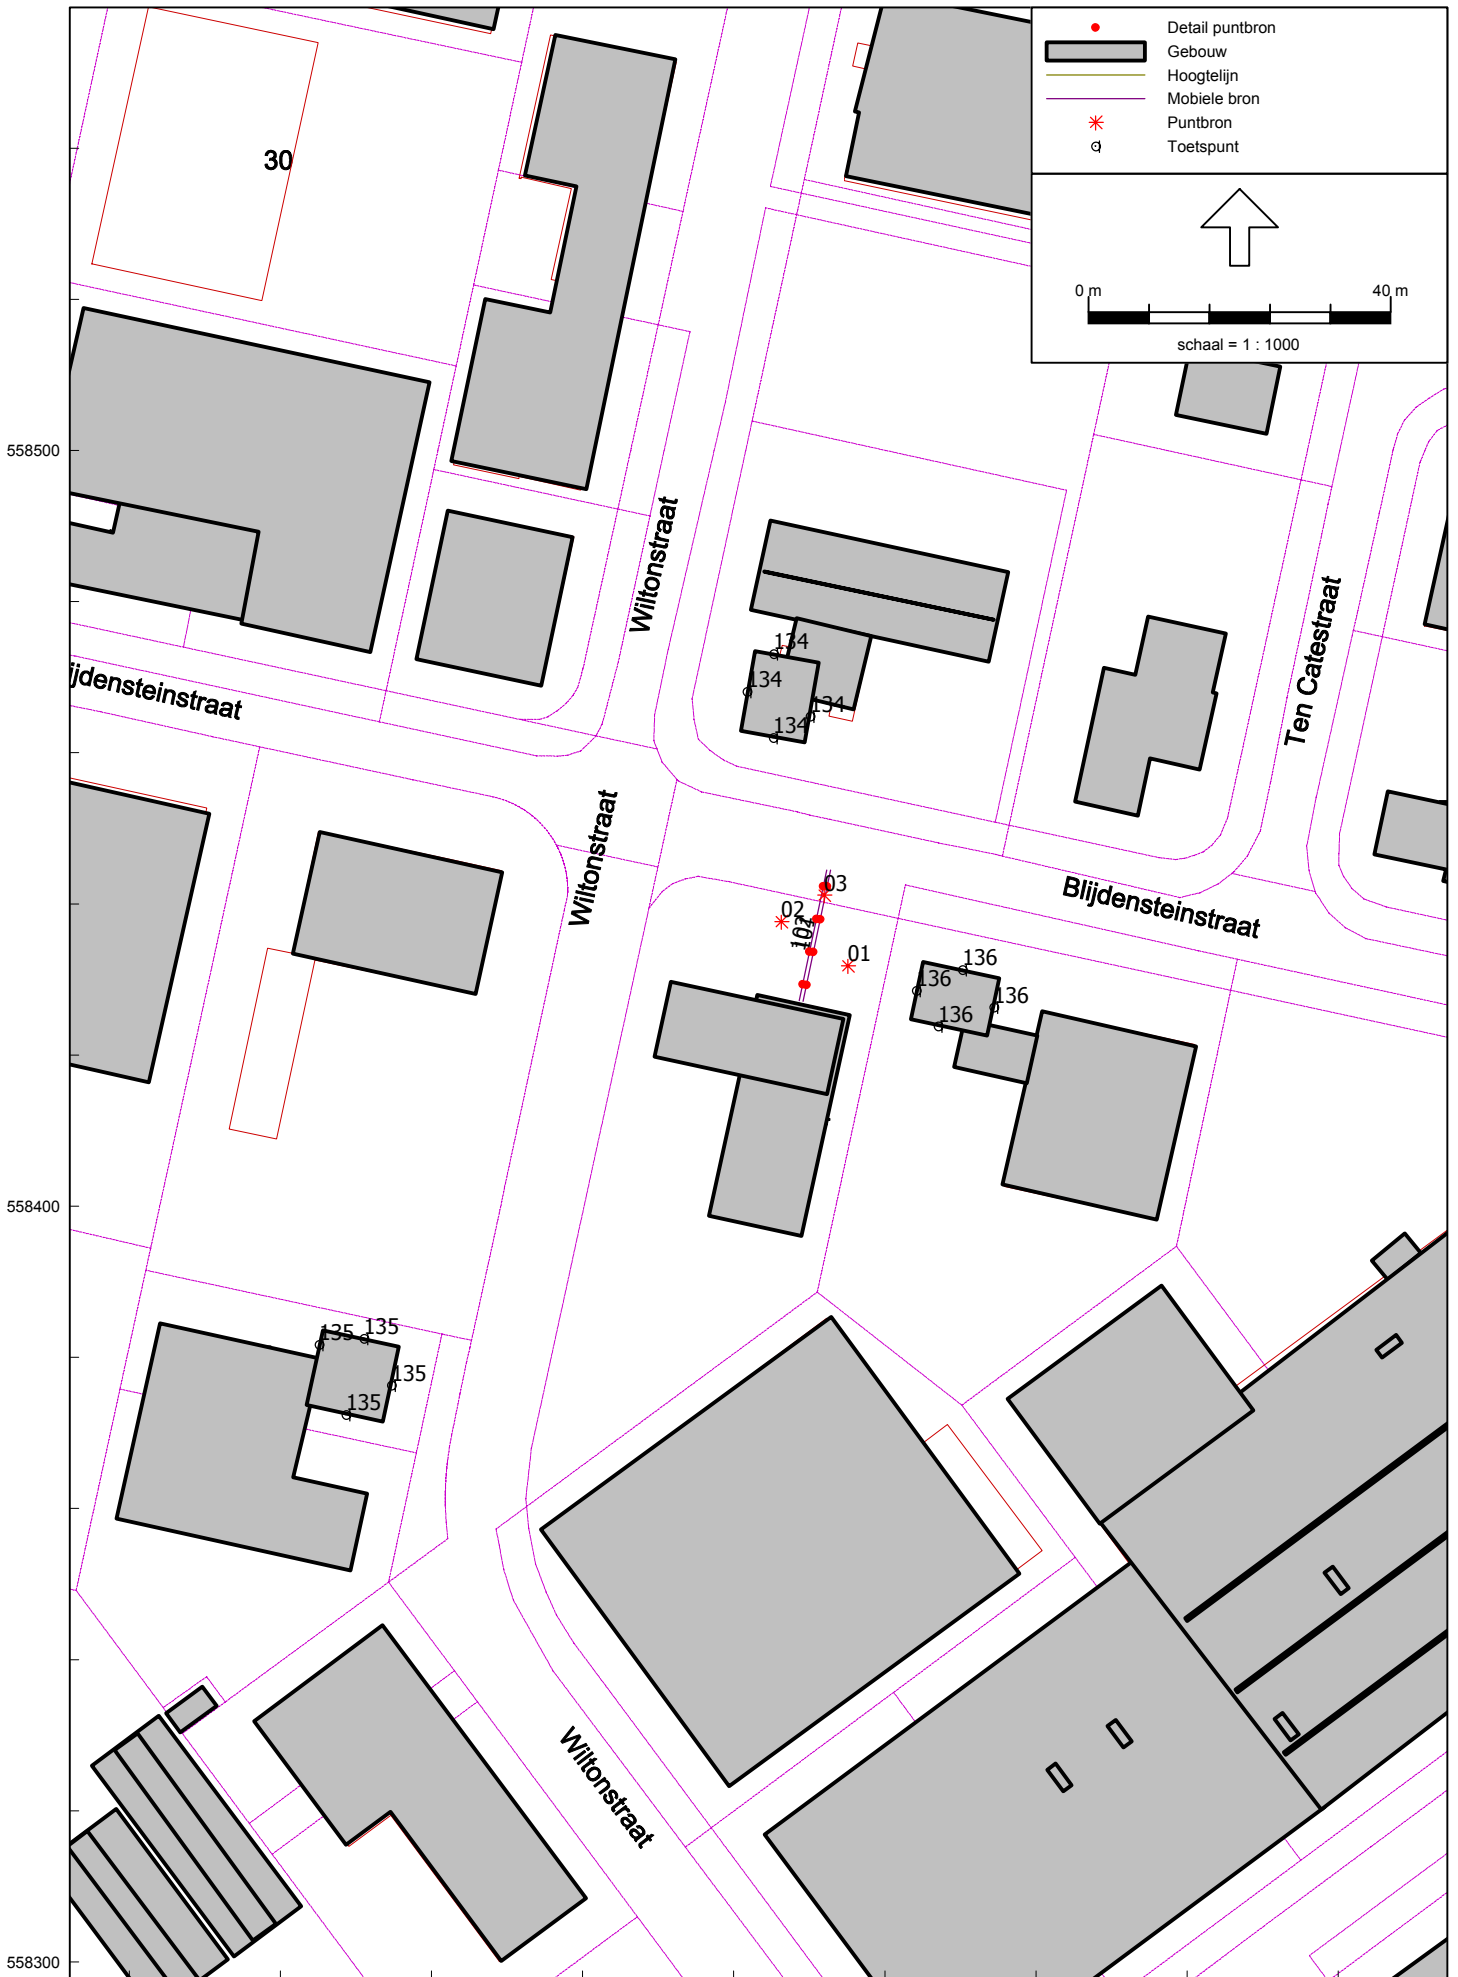 Detail puntbron
Gebouw
Hoogtelijn
Mobiele bron
Puntbron
Toetspunt
0 m 40 m
schaal = 1 : 1000
30
558500
Wiltonstraat
Ten Catestraat
134
134
134
134
ijdensteinstraat
Wiltonstraat
Blijdensteinstraat
03
02
01
136
136
136
136
558400
135
135
135
135
Wiltonstraat
558300